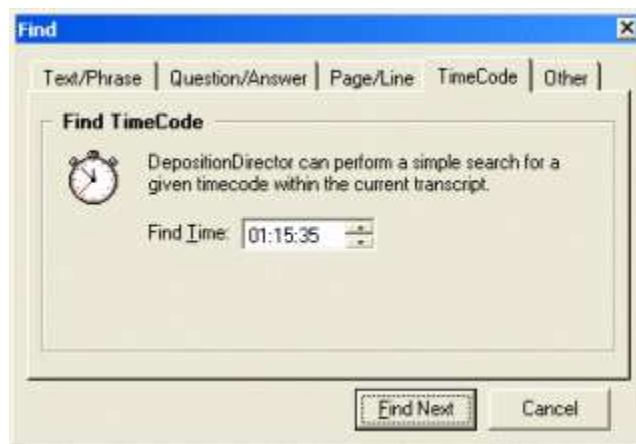 Find
Text/Phrase Question/Answer Page/Line TimeCode Other
Find TimeCode
DepositionDirector can perform a simple search for a
given timecode within the current transcript.
Find Time: 01:15:35
Find Next Cancel